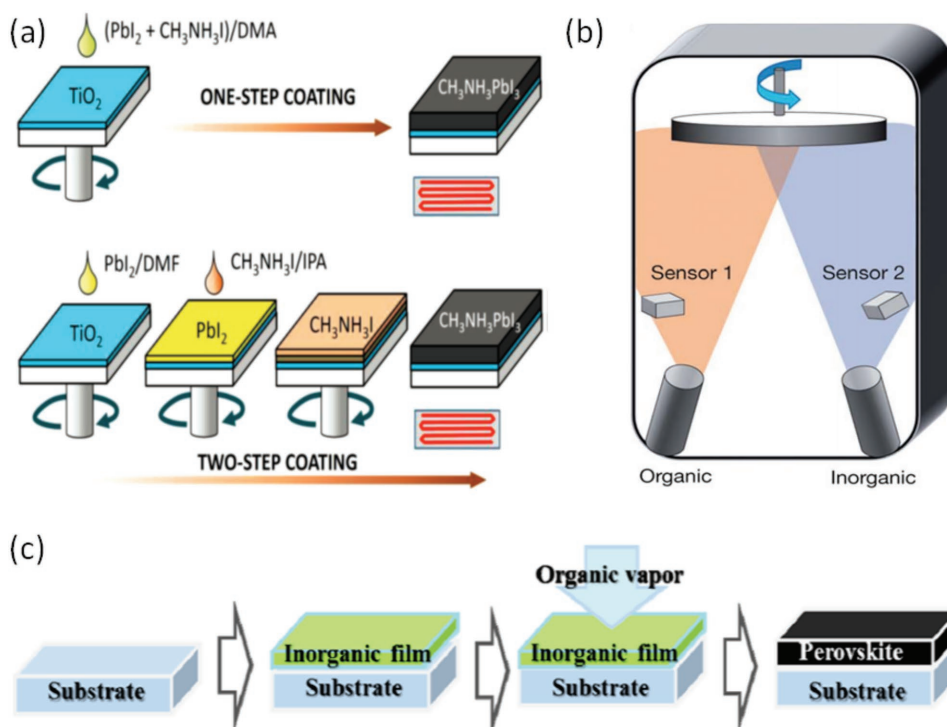 (a)
(PbI₂ + CH₃NH₃I)/DMA
TiO₂
ONE-STEP COATING
CH₃NH₃PbI₃
PbI₂/DMF
CH₃NH₃I/IPA
TiO₂
PbI₂
CH₃NH₃I
CH₃NH₃PbI₃
TWO-STEP COATING
(b)
Sensor 1
Sensor 2
Organic
Inorganic
(c)
Substrate
Inorganic film
Substrate
Organic vapor
Inorganic film
Substrate
Perovskite
Substrate